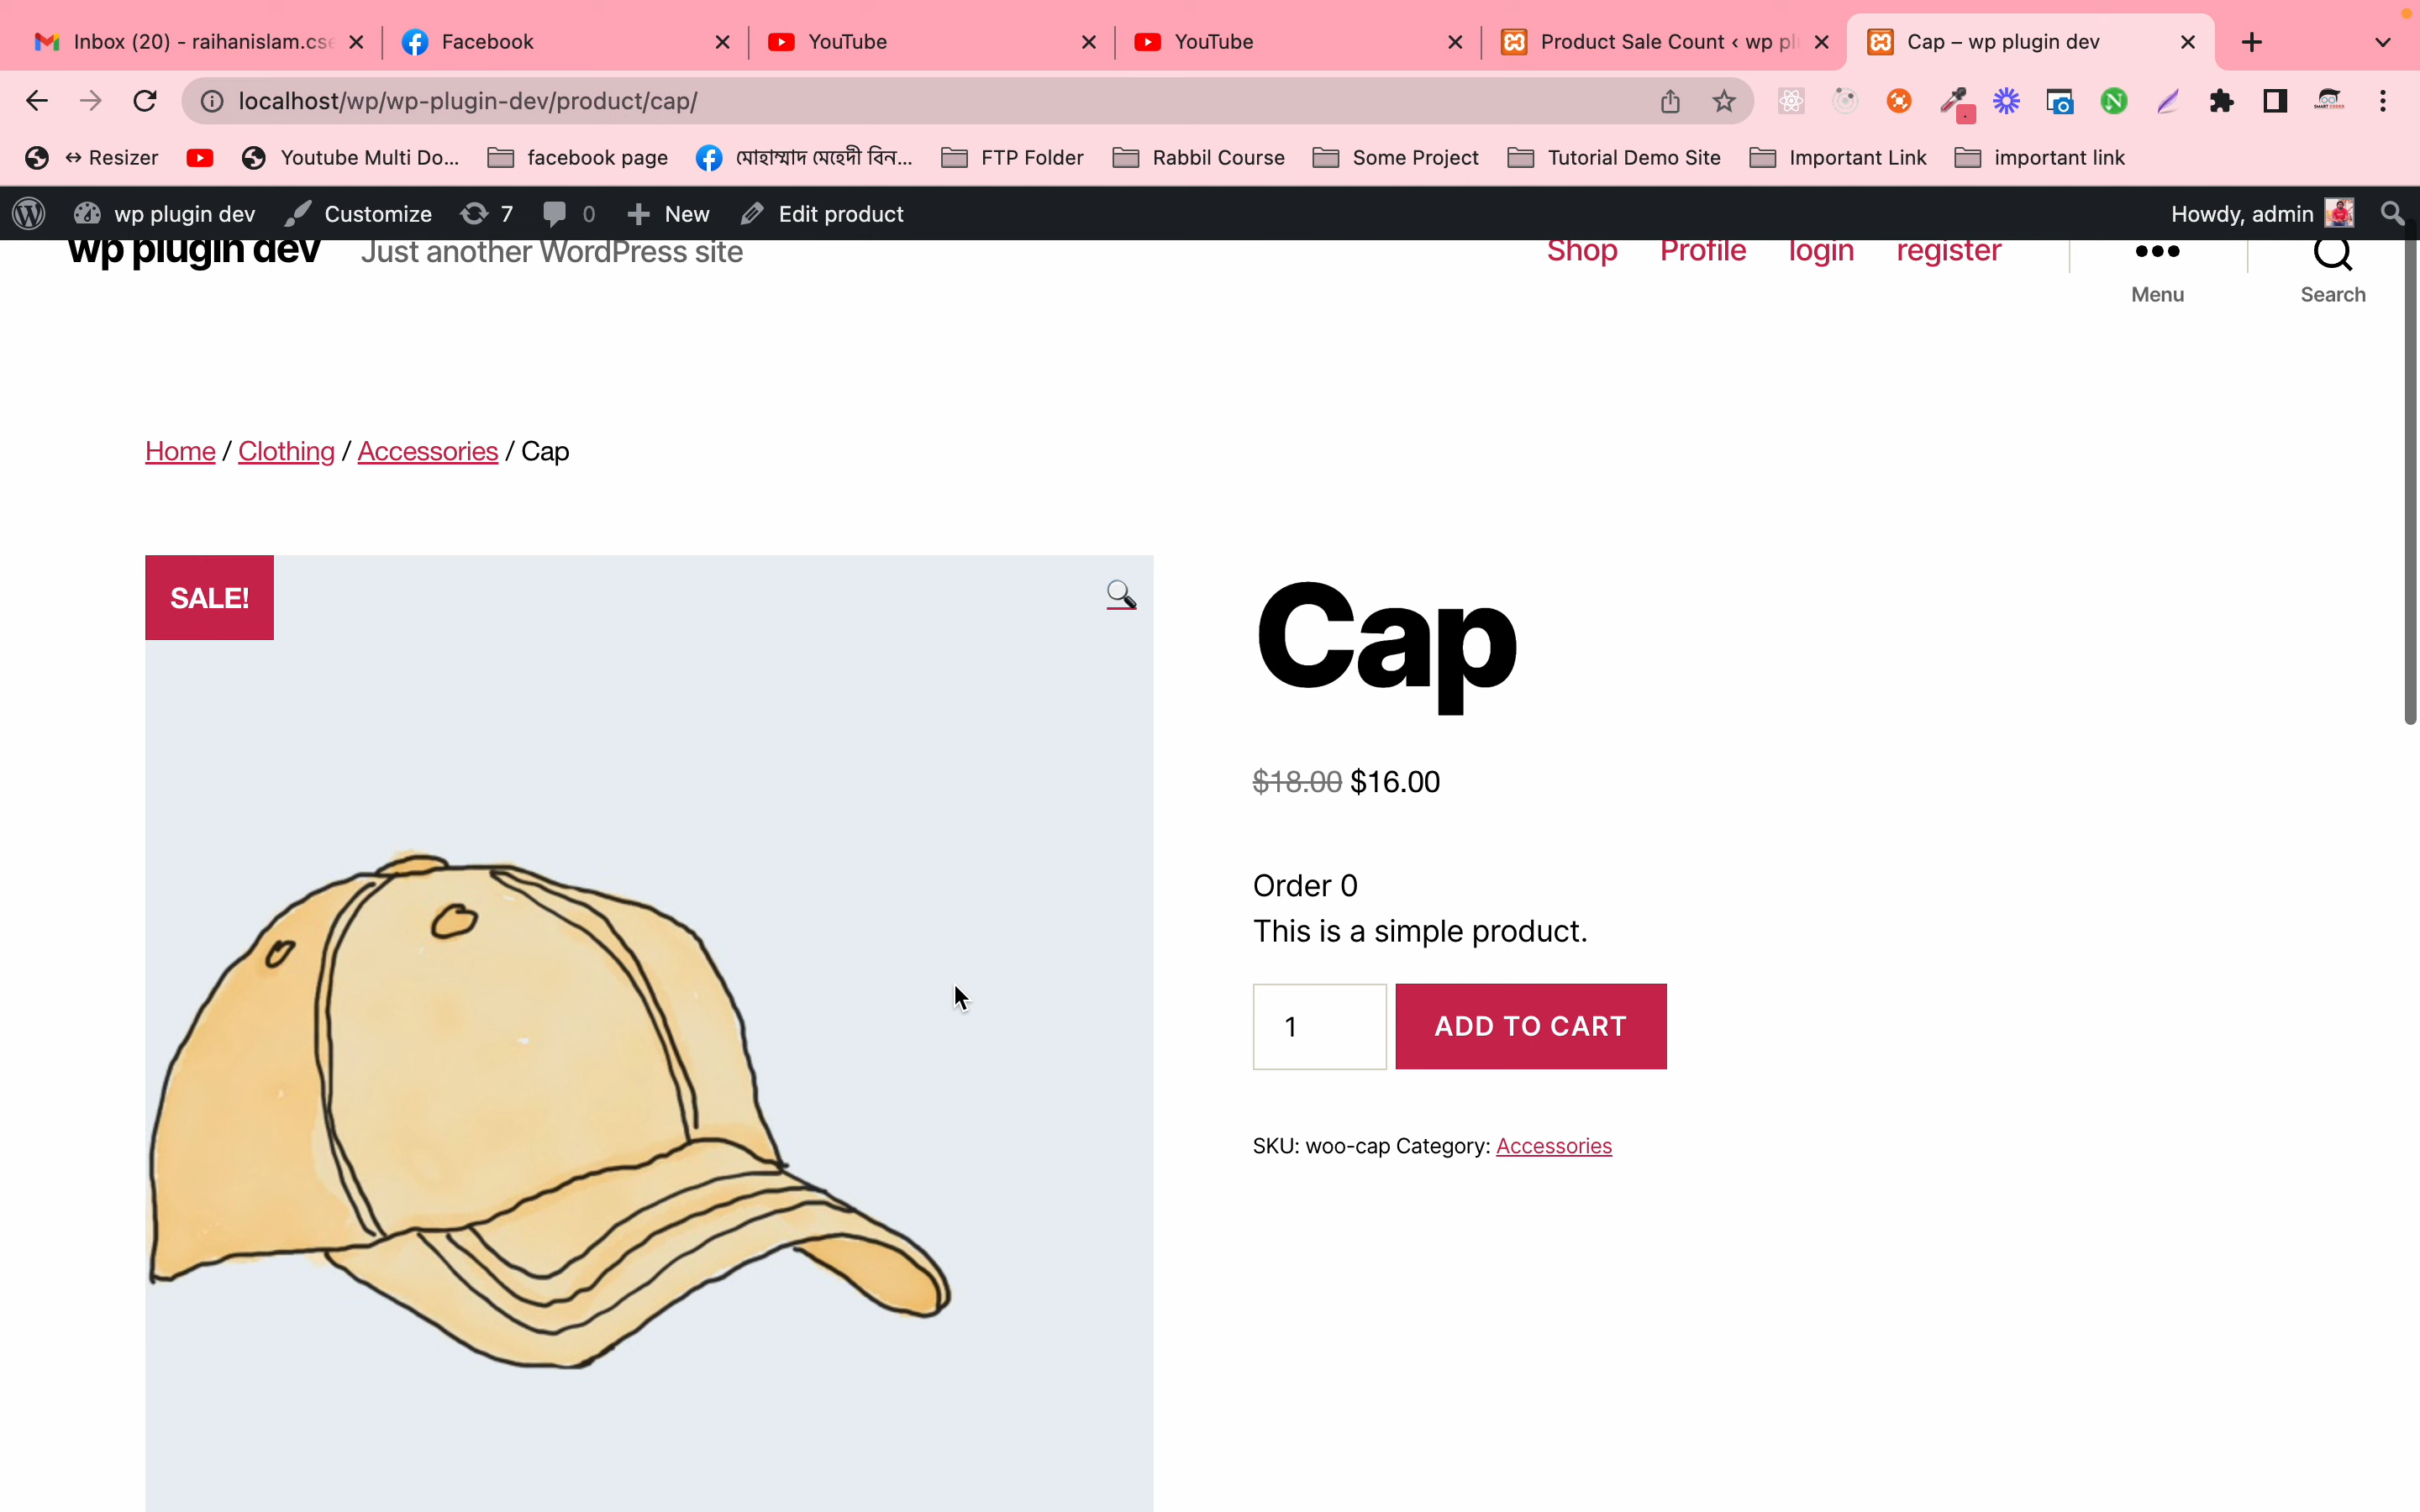 Inbox (20) - raihanislam.cse
Facebook
YouTube
YouTube
Product Sale Count ‹ wp pl
Cap – wp plugin dev
localhost/wp/wp-plugin-dev/product/cap/
↔ Resizer
Youtube Multi Do...
facebook page
মোহাম্মাদ মেহেদী বিন...
FTP Folder
Rabbil Course
Some Project
Tutorial Demo Site
Important Link
important link
wp plugin dev
Customize
7
0
New
Edit product
Howdy, admin
wp plugin dev
Just another WordPress site
Shop
Profile
login
register
Menu
Search
Home / Clothing / Accessories / Cap
SALE!
Cap
$18.00 $16.00
Order 0
This is a simple product.
1
ADD TO CART
SKU: woo-cap Category: Accessories